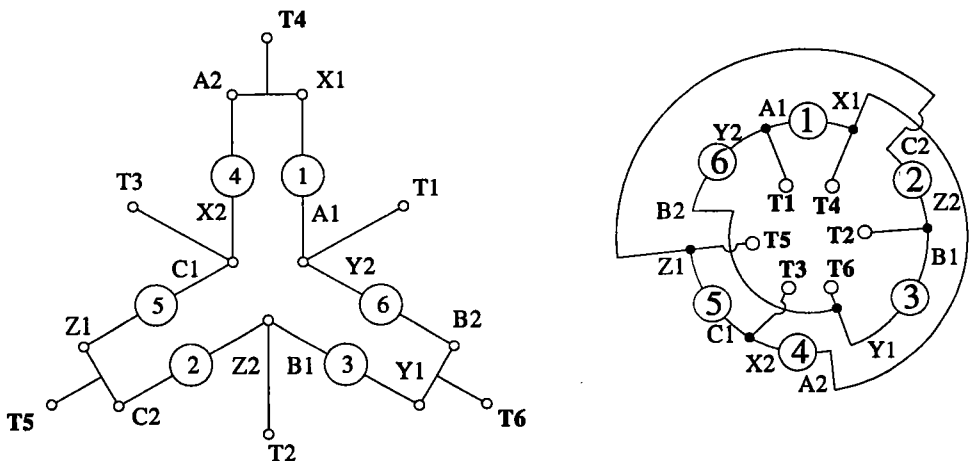 T4
A2 X1
4 1
T3 T1
X2 A1
C1 Y2
5 6
Z1 B2
2 Z2 B1 3 Y1
T5 C2 T6
T2
A1 1 X1
Y2 C2
6 2
T1 T4 Z2
B2 T2
T5 B1
Z1 T3 T6
5 3
C1 4 Y1
X2 A2